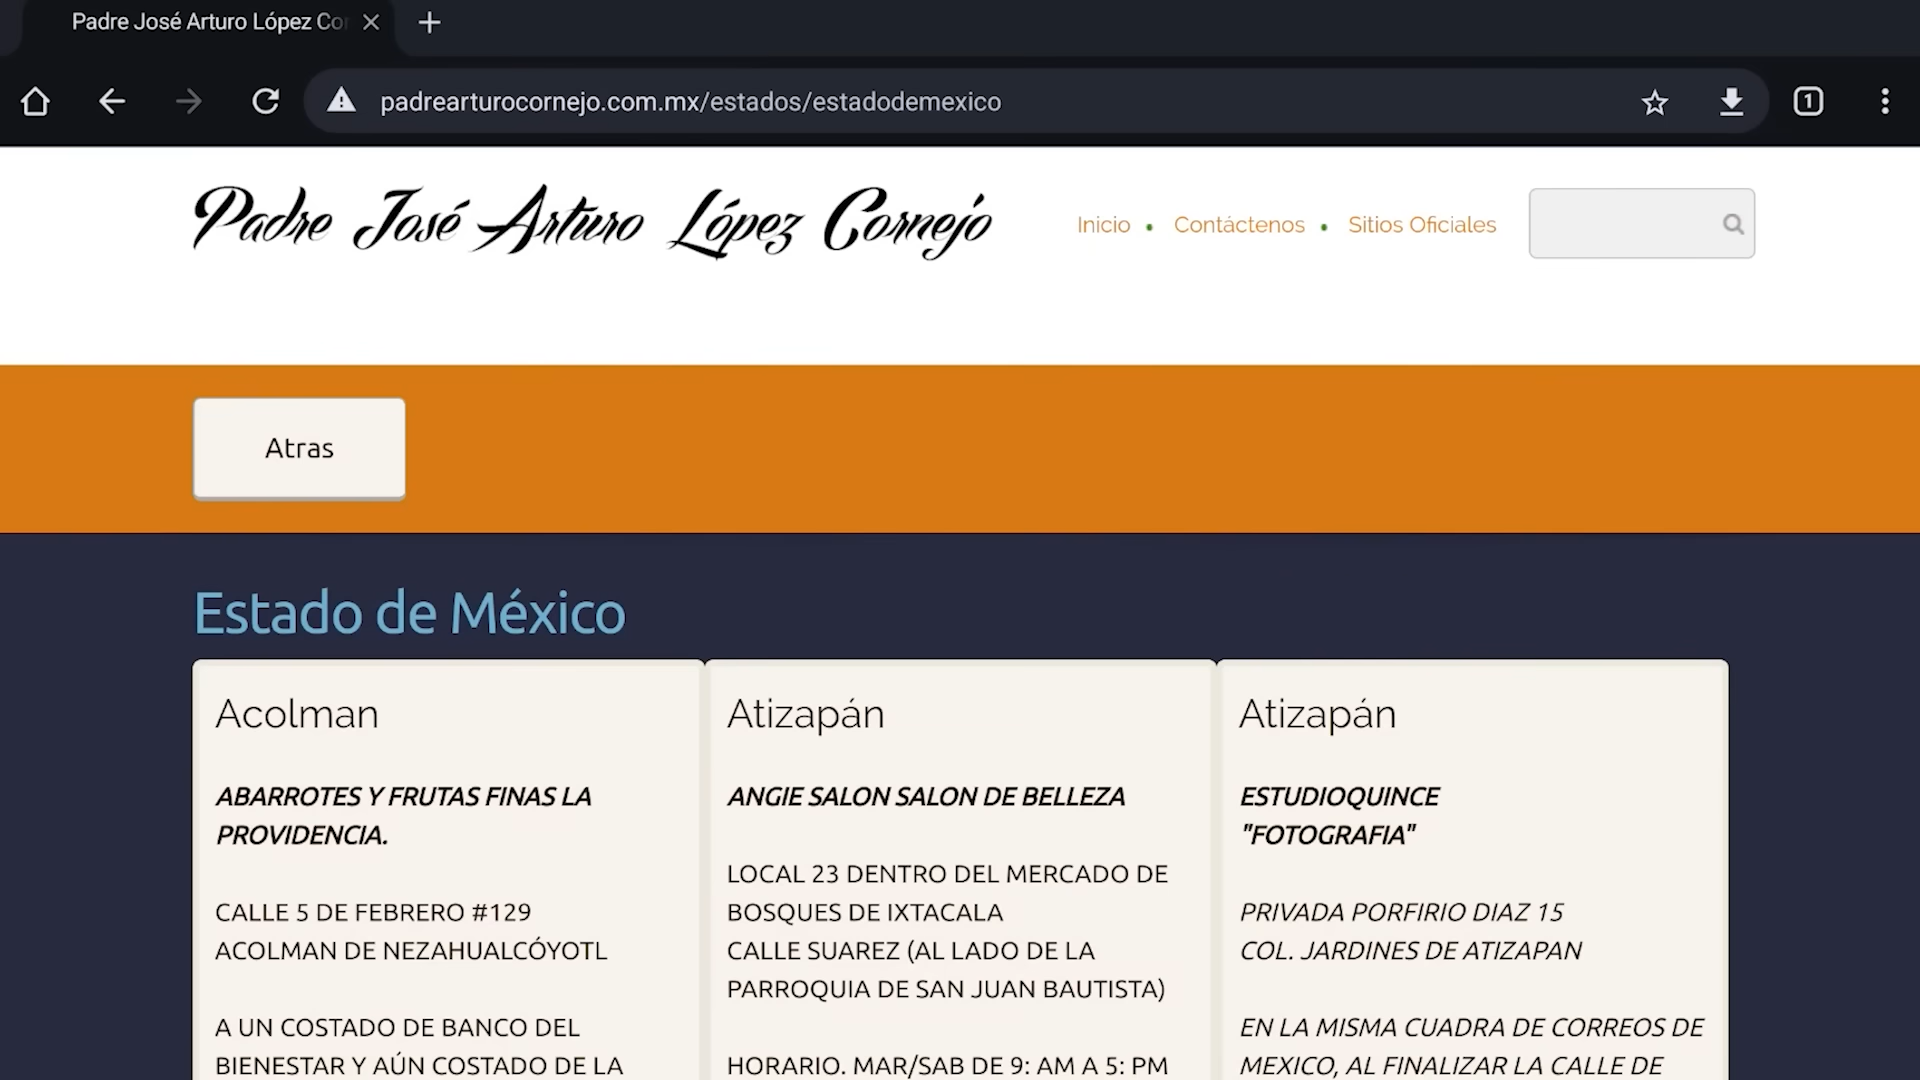 Padre José Arturo López Cor
padrearturocornejo.com.mx/estados/estadodemexico
1
Padre José Arturo López Cornejo
Inicio • Contáctenos • Sitios Oficiales
Atras
Estado de México
Acolman
ABARROTES Y FRUTAS FINAS LA
PROVIDENCIA.
CALLE 5 DE FEBRERO #129
ACOLMAN DE NEZAHUALCÓYOTL
A UN COSTADO DE BANCO DEL
BIENESTAR Y AÚN COSTADO DE LA
Atizapán
ANGIE SALON SALON DE BELLEZA
LOCAL 23 DENTRO DEL MERCADO DE
BOSQUES DE IXTACALA
CALLE SUAREZ (AL LADO DE LA
PARROQUIA DE SAN JUAN BAUTISTA)
HORARIO. MAR/SAB DE 9: AM A 5: PM
Atizapán
ESTUDIOQUINCE
"FOTOGRAFIA"
PRIVADA PORFIRIO DIAZ 15
COL. JARDINES DE ATIZAPAN
EN LA MISMA CUADRA DE CORREOS DE
MEXICO, AL FINALIZAR LA CALLE DE